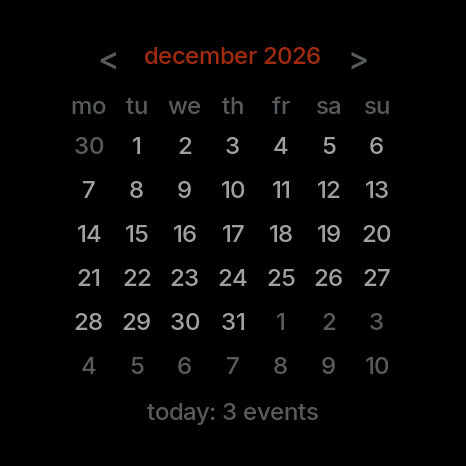 < december 2026 >
mo tu we th fr sa su
30 1 2 3 4 5 6
7 8 9 10 11 12 13
14 15 16 17 18 19 20
21 22 23 24 25 26 27
28 29 30 31 1 2 3
4 5 6 7 8 9 10
today: 3 events